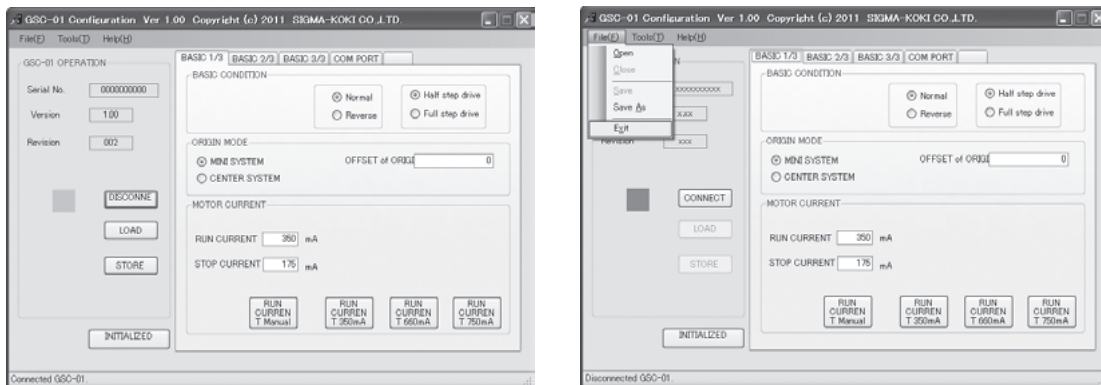 GSC-01 Configuration Ver 1.00 Copyright (c) 2011 SIGMA-KOKI CO.,LTD.
File(F) Tools(T) Help(H)
GSC-01 OPERATION
Serial No. 0000000000
Version 1.00
Revision 002
DISCONNE
LOAD
STORE
INITIALIZED
BASIC 1/3 BASIC 2/3 BASIC 3/3 COM PORT
BASIC CONDITION
Normal Half step drive
Reverse Full step drive
ORIGIN MODE
MINI SYSTEM OFFSET of ORIGI 0
CENTER SYSTEM
MOTOR CURRENT
RUN CURRENT 350 mA
STOP CURRENT 175 mA
RUN CURREN T Manual
RUN CURREN T 350mA
RUN CURREN T 660mA
RUN CURREN T 750mA
Connected GSC-01.
GSC-01 Configuration Ver 1.00 Copyright (c) 2011 SIGMA-KOKI CO.,LTD.
File(F) Tools(T) Help(H)
Open
Close
Save
Save As
Exit
N
xxxxxxxxx
x.xx
Revision xxx
CONNECT
LOAD
STORE
INITIALIZED
BASIC 1/3 BASIC 2/3 BASIC 3/3 COM PORT
BASIC CONDITION
Normal Half step drive
Reverse Full step drive
ORIGIN MODE
MINI SYSTEM OFFSET of ORIGI 0
CENTER SYSTEM
MOTOR CURRENT
RUN CURRENT 350 mA
STOP CURRENT 175 mA
RUN CURREN T Manual
RUN CURREN T 350mA
RUN CURREN T 660mA
RUN CURREN T 750mA
Disconnected GSC-01.